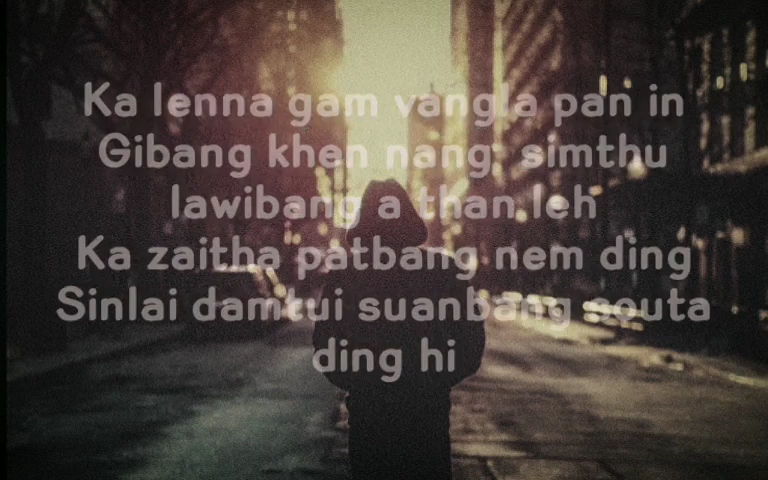 Ka lenna gam vangla pan in
Gibang khen nang simthu
lawibang a than leh
Ka zaitha patbang nem ding
Sinlai damtui suanbang
ding hi